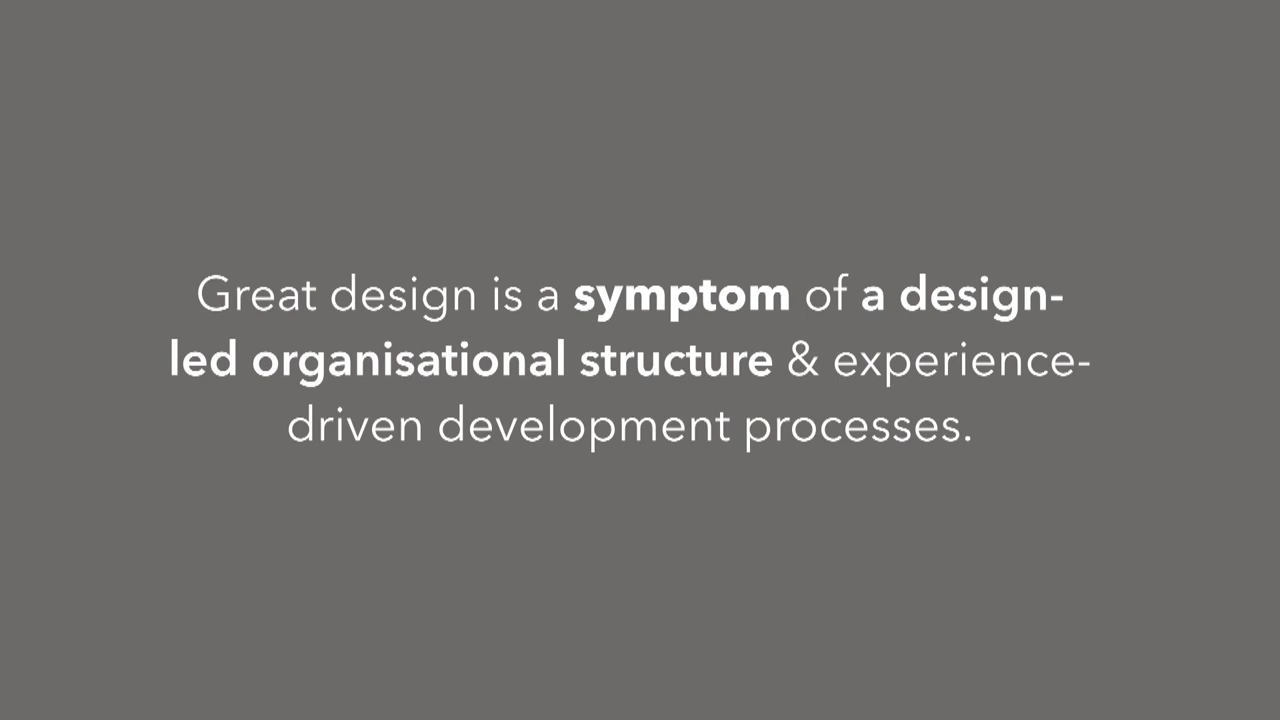 Great design is a symptom of a design-
led organisational structure & experience-
driven development processes.